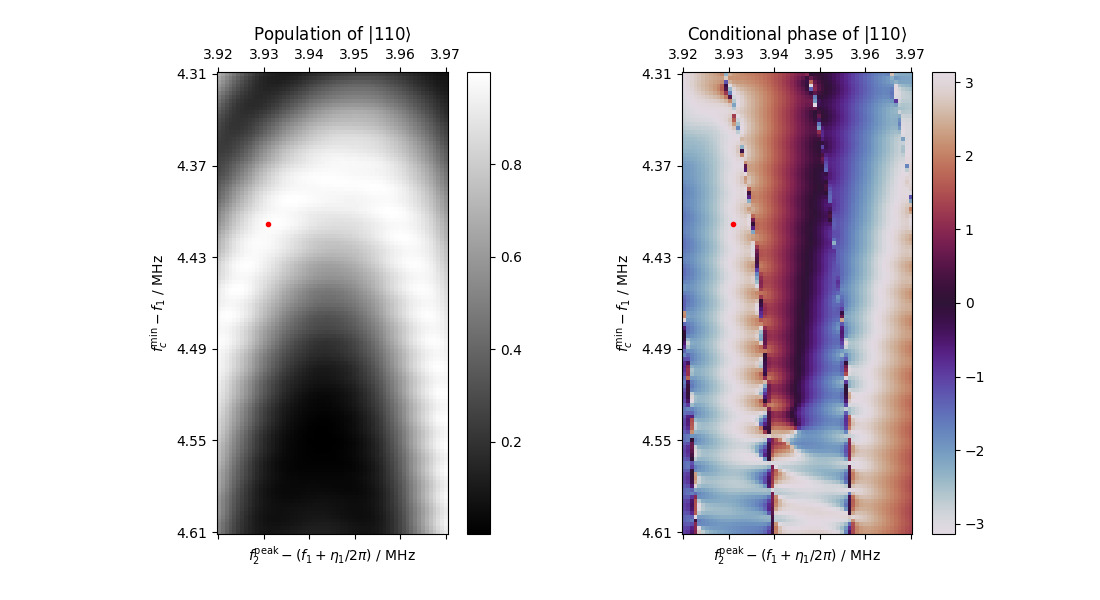 Population of |110⟩
3.92 3.93 3.94 3.95 3.96 3.97
4.31
4.37
4.43
4.49
4.55
4.61
f_c^min − f_1 / MHz
f_2^peak − (f_1 + η_1/2π) / MHz
0.8
0.6
0.4
0.2
Conditional phase of |110⟩
3.92 3.93 3.94 3.95 3.96 3.97
4.31
4.37
4.43
4.49
4.55
4.61
f_c^min − f_1 / MHz
f_2^peak − (f_1 + η_1/2π) / MHz
3
2
1
0
−1
−2
−3